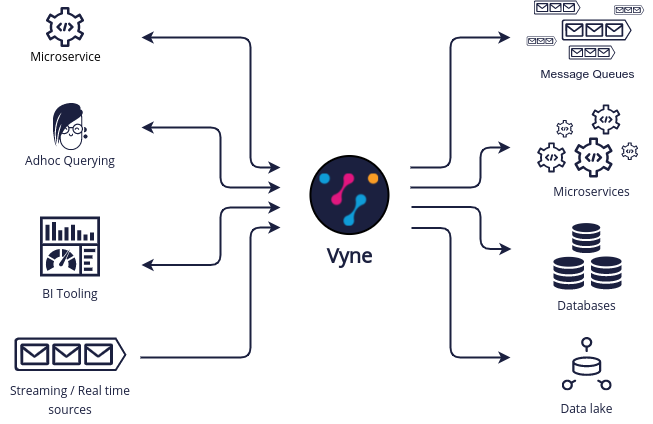 Microservice
Adhoc Querying
BI Tooling
Streaming / Real time
sources
Vyne
Message Queues
Microservices
Databases
Data lake